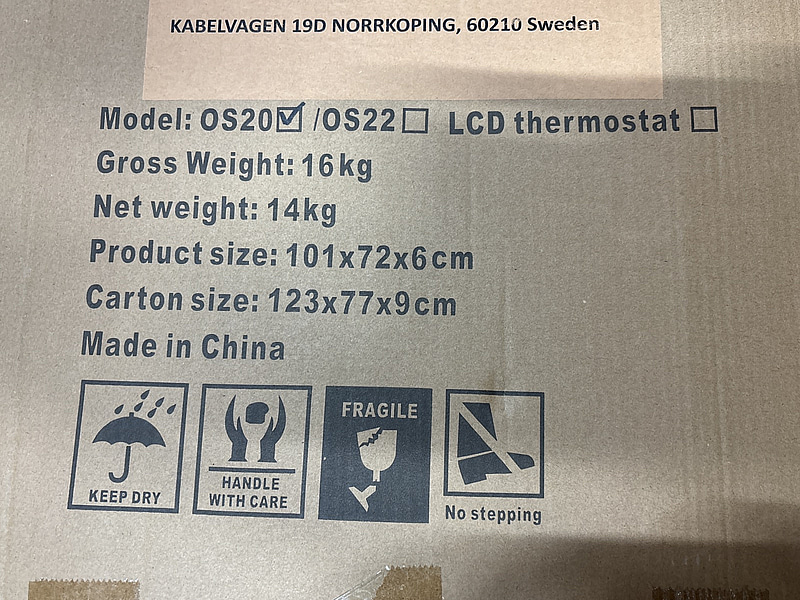 KABELVAGEN 19D NORRKOPING, 60210 Sweden
Model: OS20☑/OS22☐ LCD thermostat☐
Gross Weight: 16kg
Net weight: 14kg
Product size: 101x72x6cm
Carton size: 123x77x9cm
Made in China
KEEP DRY
HANDLE
WITH CARE
FRAGILE
No stepping